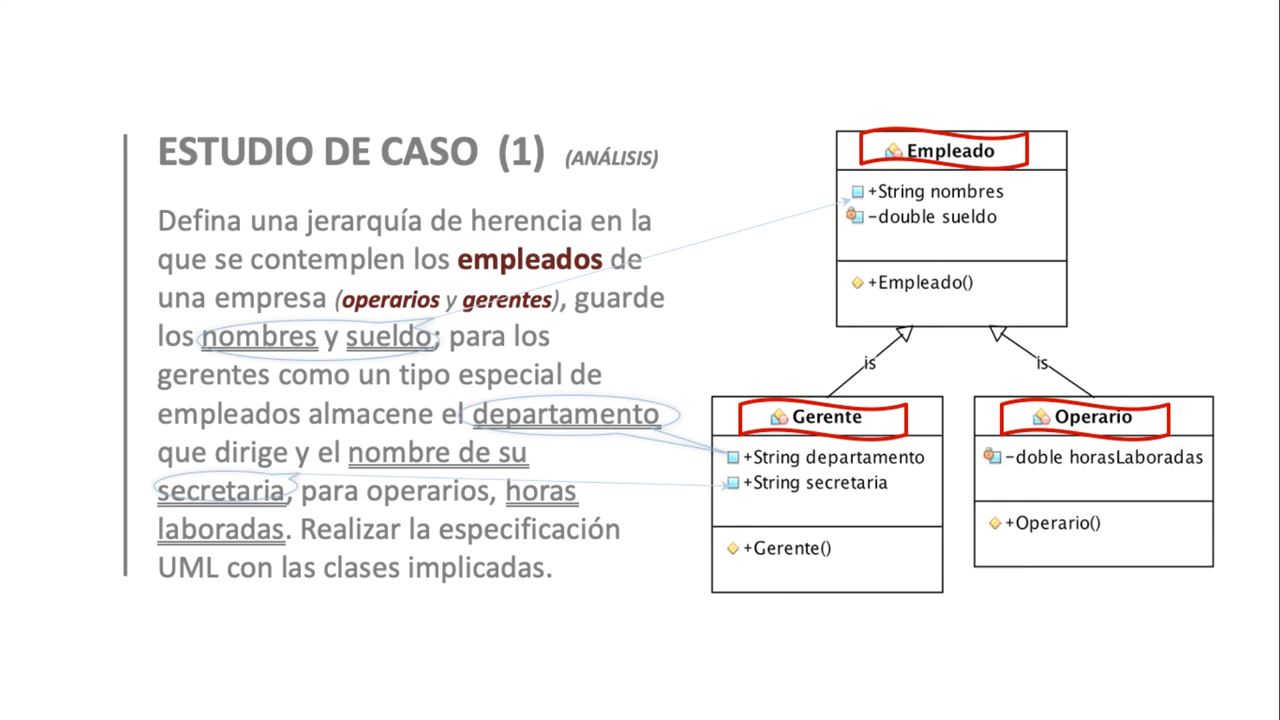 ESTUDIO DE CASO (1) (ANÁLISIS)
Defina una jerarquía de herencia en la
que se contemplen los empleados de
una empresa (operarios y gerentes), guarde
los nombres y sueldo; para los
gerentes como un tipo especial de
empleados almacene el departamento
que dirige y el nombre de su
secretaria, para operarios, horas
laboradas. Realizar la especificación
UML con las clases implicadas.
Empleado
+String nombres
-double sueldo
+Empleado()
is
is
Gerente
+String departamento
+String secretaria
+Gerente()
Operario
-doble horasLaboradas
+Operario()